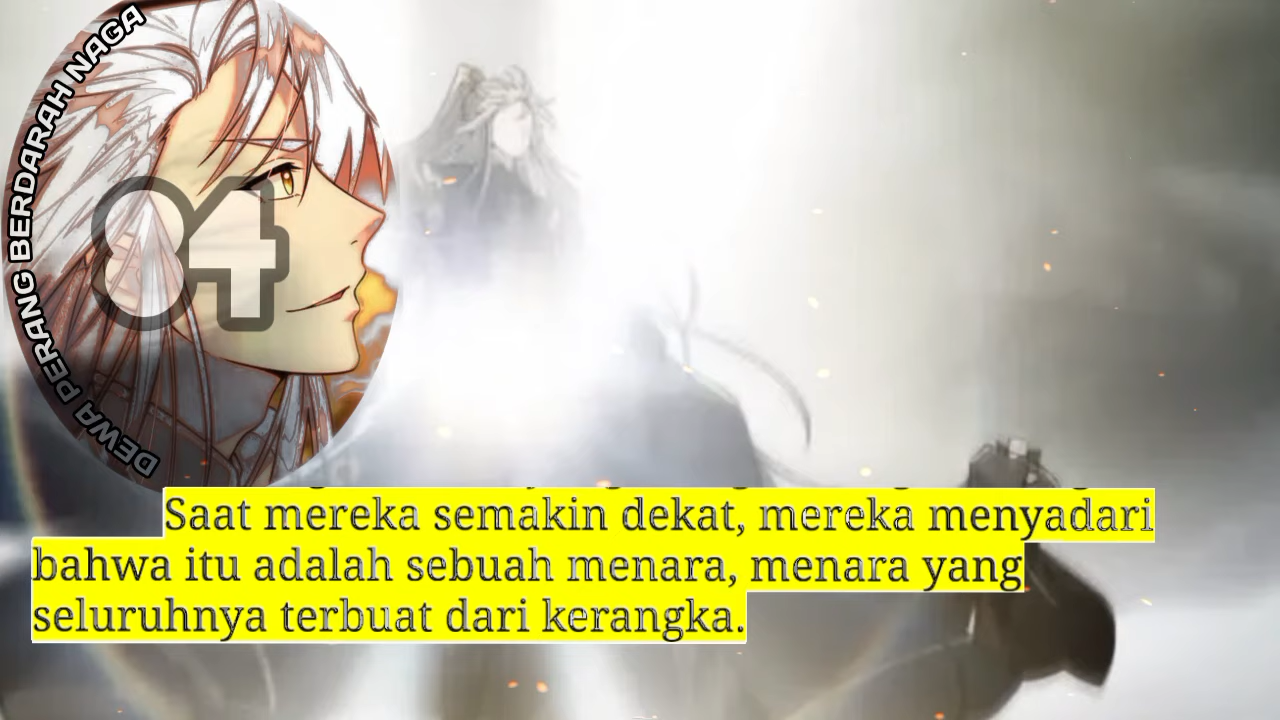 DEWA PERANG BERDARAH NAGA
84
Saat mereka semakin dekat, mereka menyadari
bahwa itu adalah sebuah menara, menara yang
seluruhnya terbuat dari kerangka.